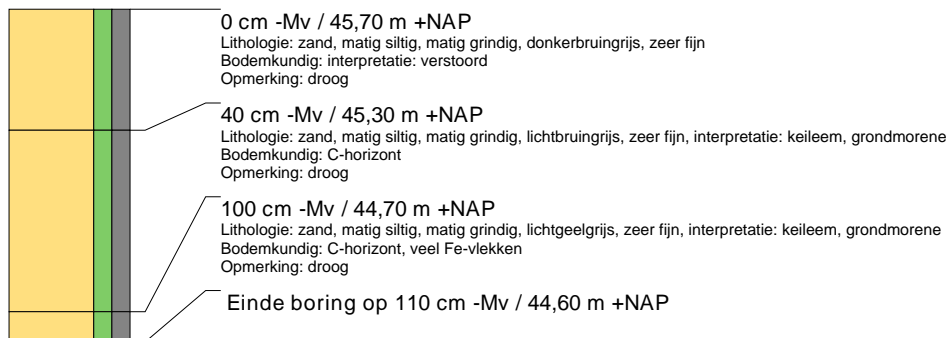 0 cm -Mv / 45,70 m +NAP
Lithologie: zand, matig siltig, matig grindig, donkerbruingrijs, zeer fijn
Bodemkundig: interpretatie: verstoord
Opmerking: droog
40 cm -Mv / 45,30 m +NAP
Lithologie: zand, matig siltig, matig grindig, lichtbruingrijs, zeer fijn, interpretatie: keileem, grondmorene
Bodemkundig: C-horizont
Opmerking: droog
100 cm -Mv / 44,70 m +NAP
Lithologie: zand, matig siltig, matig grindig, lichtgeelgrijs, zeer fijn, interpretatie: keileem, grondmorene
Bodemkundig: C-horizont, veel Fe-vlekken
Opmerking: droog
Einde boring op 110 cm -Mv / 44,60 m +NAP